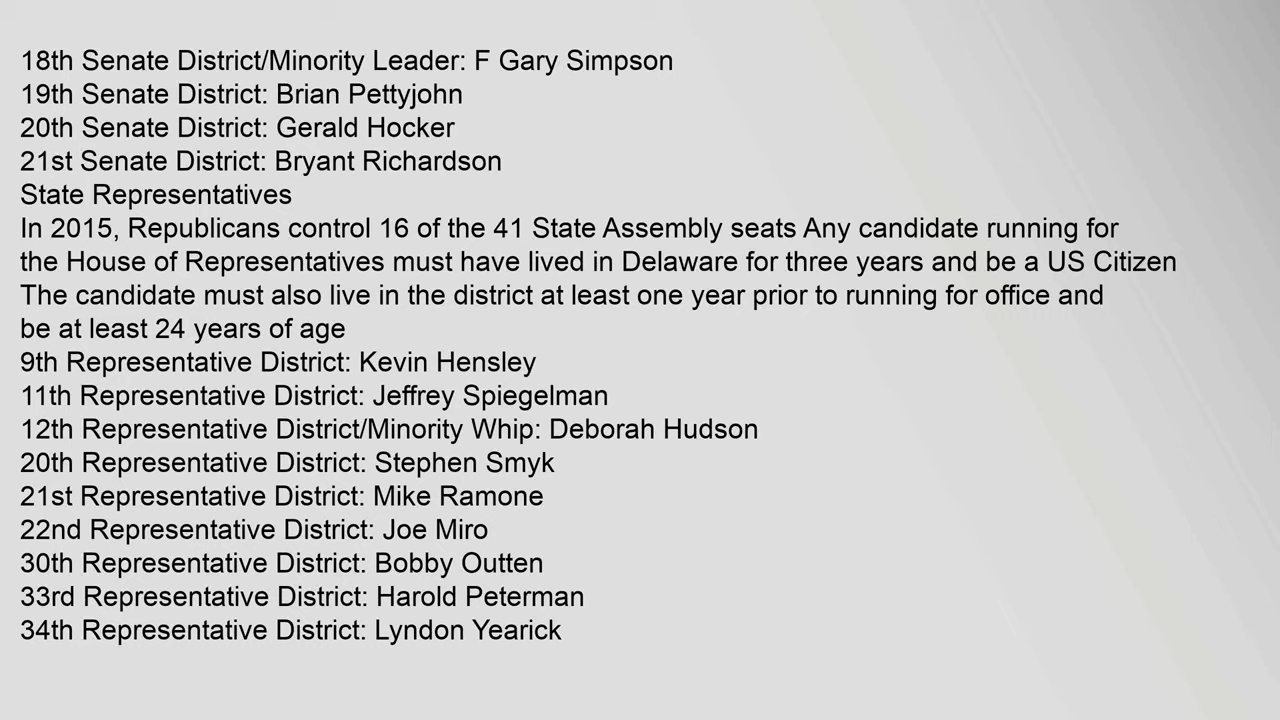 18th Senate District/Minority Leader: F Gary Simpson
19th Senate District: Brian Pettyjohn
20th Senate District: Gerald Hocker
21st Senate District: Bryant Richardson
State Representatives
In 2015, Republicans control 16 of the 41 State Assembly seats Any candidate running for
the House of Representatives must have lived in Delaware for three years and be a US Citizen
The candidate must also live in the district at least one year prior to running for office and
be at least 24 years of age
9th Representative District: Kevin Hensley
11th Representative District: Jeffrey Spiegelman
12th Representative District/Minority Whip: Deborah Hudson
20th Representative District: Stephen Smyk
21st Representative District: Mike Ramone
22nd Representative District: Joe Miro
30th Representative District: Bobby Outten
33rd Representative District: Harold Peterman
34th Representative District: Lyndon Yearick